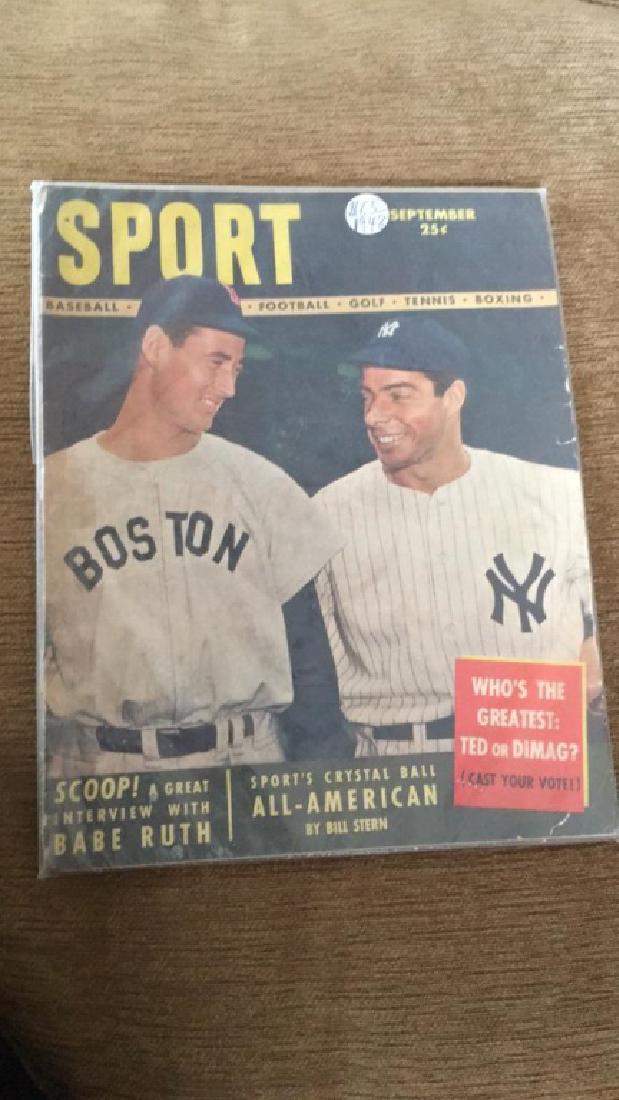 SPORT
SEPTEMBER
25¢
BASEBALL · · FOOTBALL · GOLF · TENNIS · BOXING ·
NY
BOSTON
NY
WHO'S THE
GREATEST:
TED OR DIMAG?
(CAST YOUR VOTE!)
SCOOP! A GREAT
INTERVIEW WITH
BABE RUTH
SPORT'S CRYSTAL BALL
ALL-AMERICAN
BY BILL STERN